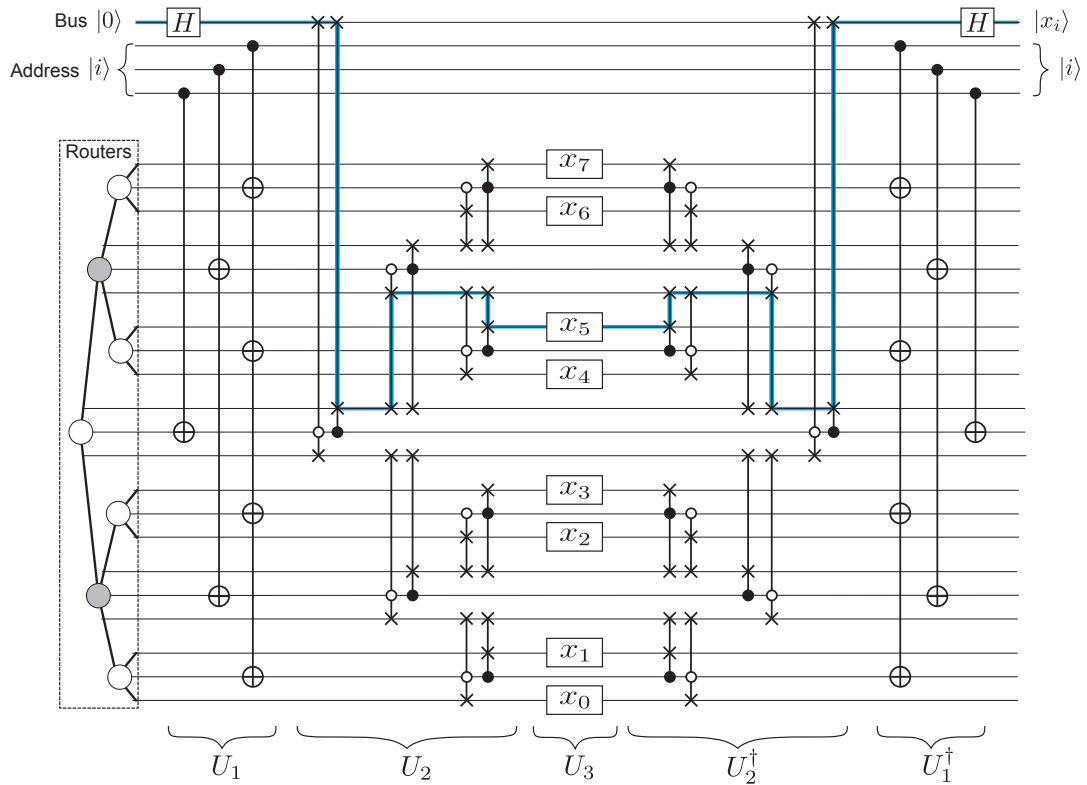 Bus |0⟩ H H |x_i⟩
Address |i⟩ |i⟩
Routers
x_7
x_6
x_5
x_4
x_3
x_2
x_1
x_0
U_1 U_2 U_3 U_2^† U_1^†